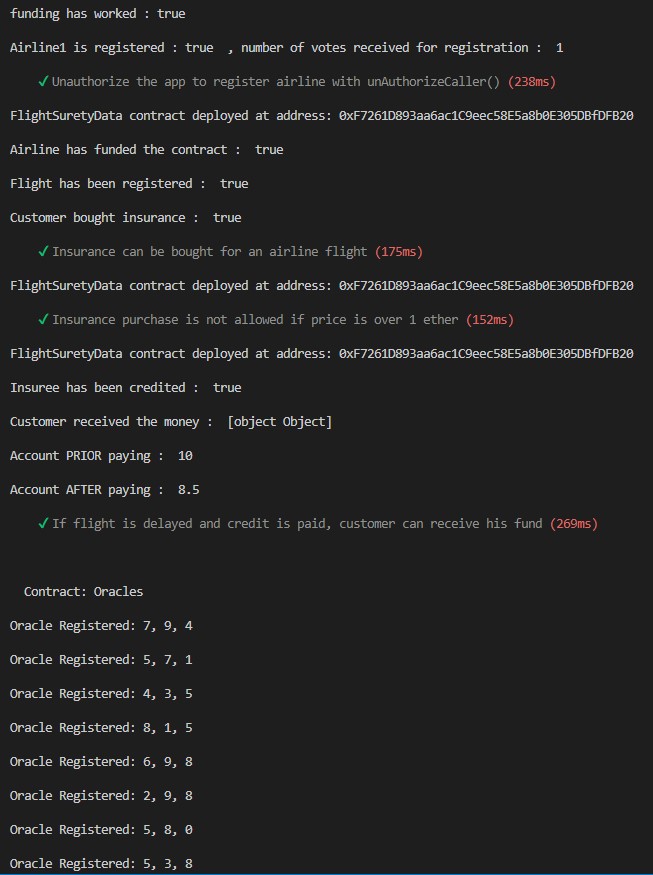 funding has worked : true
Airline1 is registered : true , number of votes received for registration : 1
✓ Unauthorize the app to register airline with unAuthorizeCaller() (238ms)
FlightSuretyData contract deployed at address: 0xF7261D893aa6ac1C9eec58E5a8b0E305DBfDFB20
Airline has funded the contract : true
Flight has been registered : true
Customer bought insurance : true
✓ Insurance can be bought for an airline flight (175ms)
FlightSuretyData contract deployed at address: 0xF7261D893aa6ac1C9eec58E5a8b0E305DBfDFB20
✓ Insurance purchase is not allowed if price is over 1 ether (152ms)
FlightSuretyData contract deployed at address: 0xF7261D893aa6ac1C9eec58E5a8b0E305DBfDFB20
Insuree has been credited : true
Customer received the money : [object Object]
Account PRIOR paying : 10
Account AFTER paying : 8.5
✓ If flight is delayed and credit is paid, customer can receive his fund (269ms)
Contract: Oracles
Oracle Registered: 7, 9, 4
Oracle Registered: 5, 7, 1
Oracle Registered: 4, 3, 5
Oracle Registered: 8, 1, 5
Oracle Registered: 6, 9, 8
Oracle Registered: 2, 9, 8
Oracle Registered: 5, 8, 0
Oracle Registered: 5, 3, 8